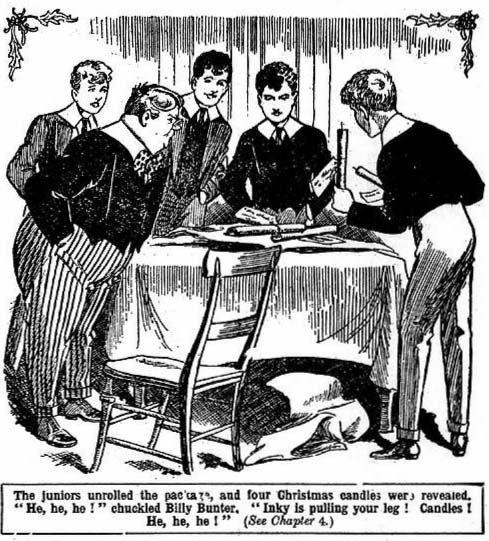 The juniors unrolled the package, and four Christmas candles were revealed.
"He, he, he!" chuckled Billy Bunter. "Inky is pulling your leg! Candles!
He, he, he!" (See Chapter 4.)